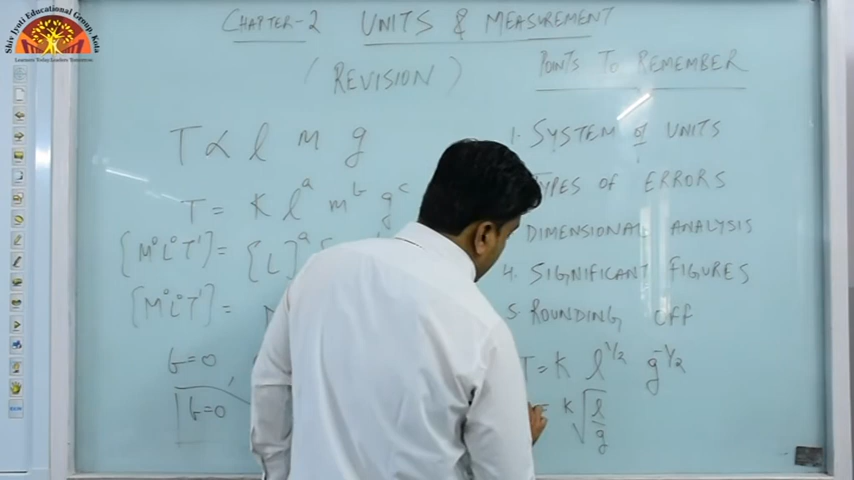 Shiv Jyoti Educational Group, Kota
Learners Today Leaders Tomorrow
CHAPTER-2 UNITS & MEASUREMENT
(REVISION)
T ∝ l m g
T = K l^a m^b g^c
[M⁰L⁰T¹] = [L]^a
[M⁰L⁰T¹] =
b=0,
b=0
POINTS TO REMEMBER
1. SYSTEM of UNITS
TYPES OF ERRORS
DIMENSIONAL ANALYSIS
4. SIGNIFICANT FIGURES
5. ROUNDING OFF
T = K l^1/2 g^-1/2
= K √(l/g)